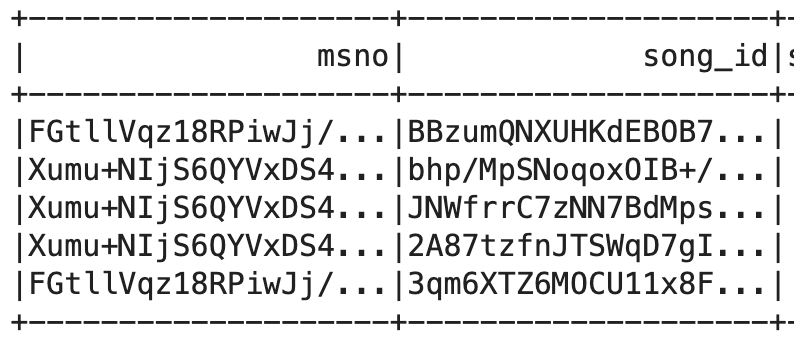 +--------------------+--------------------+-
|                msno|             song_id|s
+--------------------+--------------------+-
|FGtllVqz18RPiwJj/...|BBzumQNXUHKdEBOB7...|
|Xumu+NIjS6QYVxDS4...|bhp/MpSNoqoxOIB+/...|
|Xumu+NIjS6QYVxDS4...|JNWfrrC7zNN7BdMps...|
|Xumu+NIjS6QYVxDS4...|2A87tzfnJTSWqD7gI...|
|FGtllVqz18RPiwJj/...|3qm6XTZ6MOCU11x8F...|
+--------------------+--------------------+-